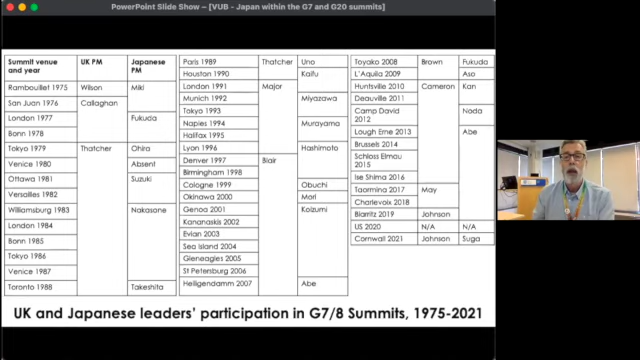 PowerPoint Slide Show - [VUB - Japan within the G7 and G20 summits]
Summit venue and year UK PM Japanese PM
Rambouillet 1975 Wilson Miki
San Juan 1976 Callaghan
London 1977 Fukuda
Bonn 1978
Tokyo 1979 Thatcher Ohira
Venice 1980 Absent
Ottawa 1981 Suzuki
Versailles 1982
Williamsburg 1983 Nakasone
London 1984
Bonn 1985
Tokyo 1986
Venice 1987
Toronto 1988 Takeshita
Paris 1989 Thatcher Uno
Houston 1990 Kaifu
London 1991 Major
Munich 1992 Miyazawa
Tokyo 1993
Naples 1994 Murayama
Halifax 1995
Lyon 1996 Hashimoto
Denver 1997 Blair
Birmingham 1998
Cologne 1999 Obuchi
Okinawa 2000 Mori
Genoa 2001 Koizumi
Kananaskis 2002
Evian 2003
Sea Island 2004
Gleneagles 2005
St Petersburg 2006
Heiligendamm 2007 Abe
Toyako 2008 Brown Fukuda
L'Aquila 2009 Aso
Huntsville 2010 Cameron Kan
Deauville 2011
Camp David 2012 Noda
Lough Erne 2013 Abe
Brussels 2014
Schloss Elmau 2015
Ise Shima 2016
Taormina 2017 May
Charlevoix 2018
Biarritz 2019 Johnson
US 2020 N/A N/A
Cornwall 2021 Johnson Suga
UK and Japanese leaders' participation in G7/8 Summits, 1975-2021